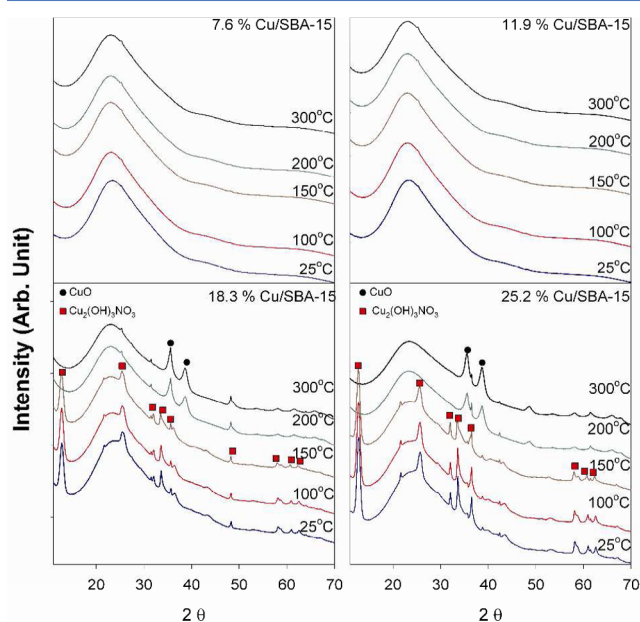 7.6 % Cu/SBA-15
300°C
200°C
150°C
100°C
25°C
11.9 % Cu/SBA-15
300°C
200°C
150°C
100°C
25°C
Intensity (Arb. Unit)
CuO
18.3 % Cu/SBA-15
Cu₂(OH)₃NO₃
300°C
200°C
150°C
100°C
25°C
CuO
25.2 % Cu/SBA-15
Cu₂(OH)₃NO₃
300°C
200°C
150°C
100°C
25°C
20 30 40 50 60 70
20 30 40 50 60 70
2 θ
2 θ